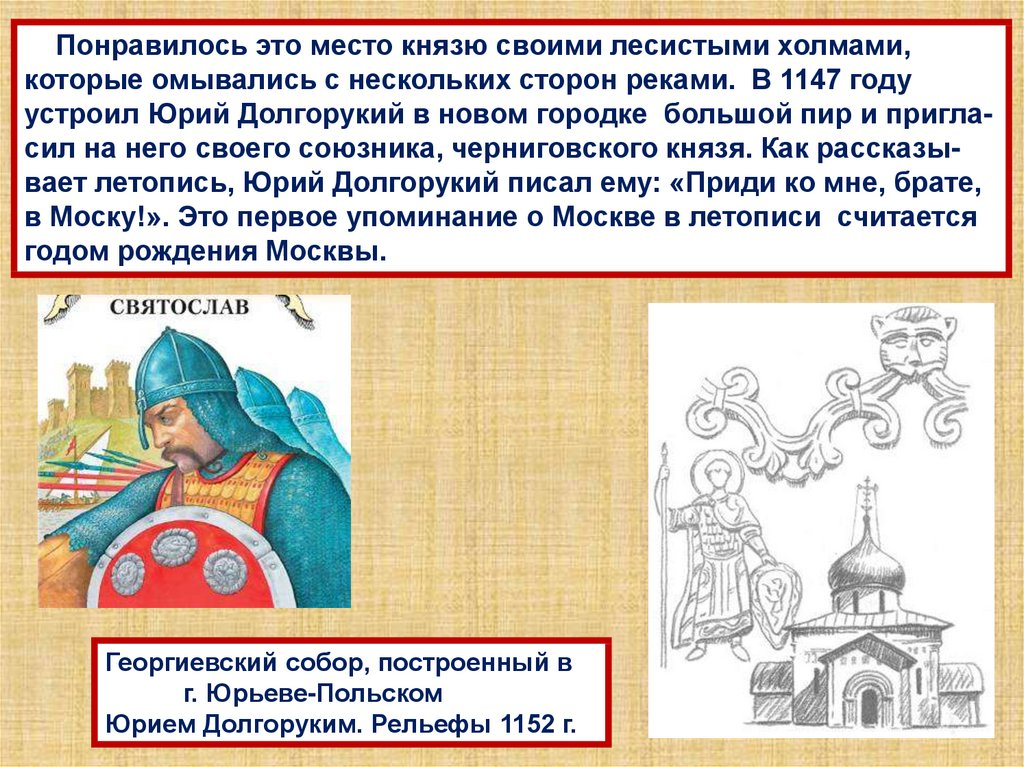 Понравилось это место князю своими лесистыми холмами,
которые омывались с нескольких сторон реками. В 1147 году
устроил Юрий Долгорукий в новом городке большой пир и пригла-
сил на него своего союзника, черниговского князя. Как рассказы-
вает летопись, Юрий Долгорукий писал ему: «Приди ко мне, брате,
в Моску!». Это первое упоминание о Москве в летописи считается
годом рождения Москвы.
СВЯТОСЛАВ
Георгиевский собор, построенный в
г. Юрьеве-Польском
Юрием Долгоруким. Рельефы 1152 г.